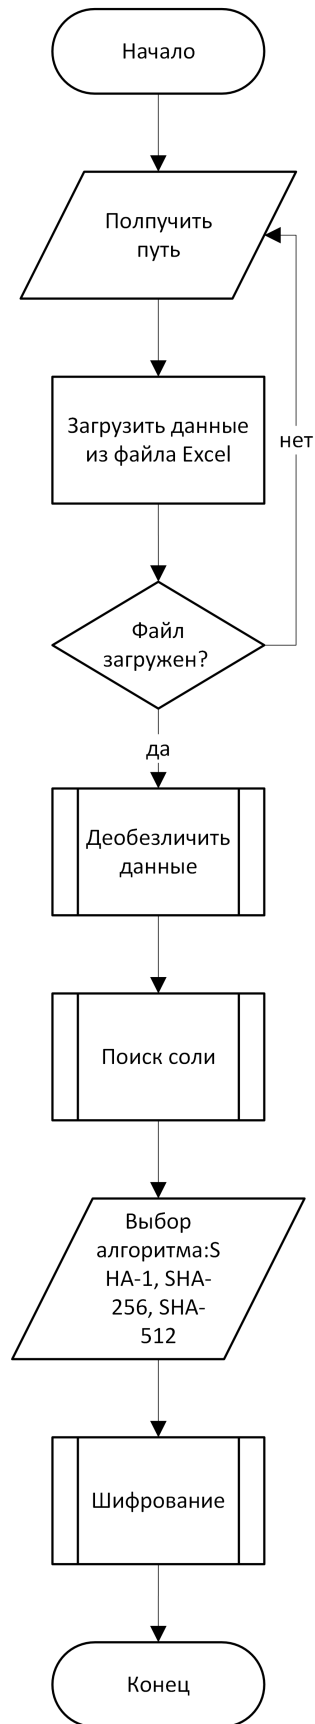 Начало
Полпучить
путь
Загрузить данные
из файла Excel
нет
Файл
загружен?
да
Деобезличить
данные
Поиск соли
Выбор
алгоритма:S
HA-1, SHA-
256, SHA-
512
Шифрование
Конец